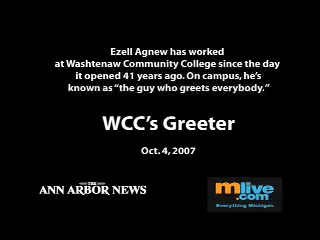 Ezell Agnew has worked
at Washtenaw Community College since the day
it opened 41 years ago. On campus, he's
known as “the guy who greets everybody.”
WCC's Greeter
Oct. 4, 2007
THE
ANN ARBOR NEWS
mlive
.com
Everything Michigan